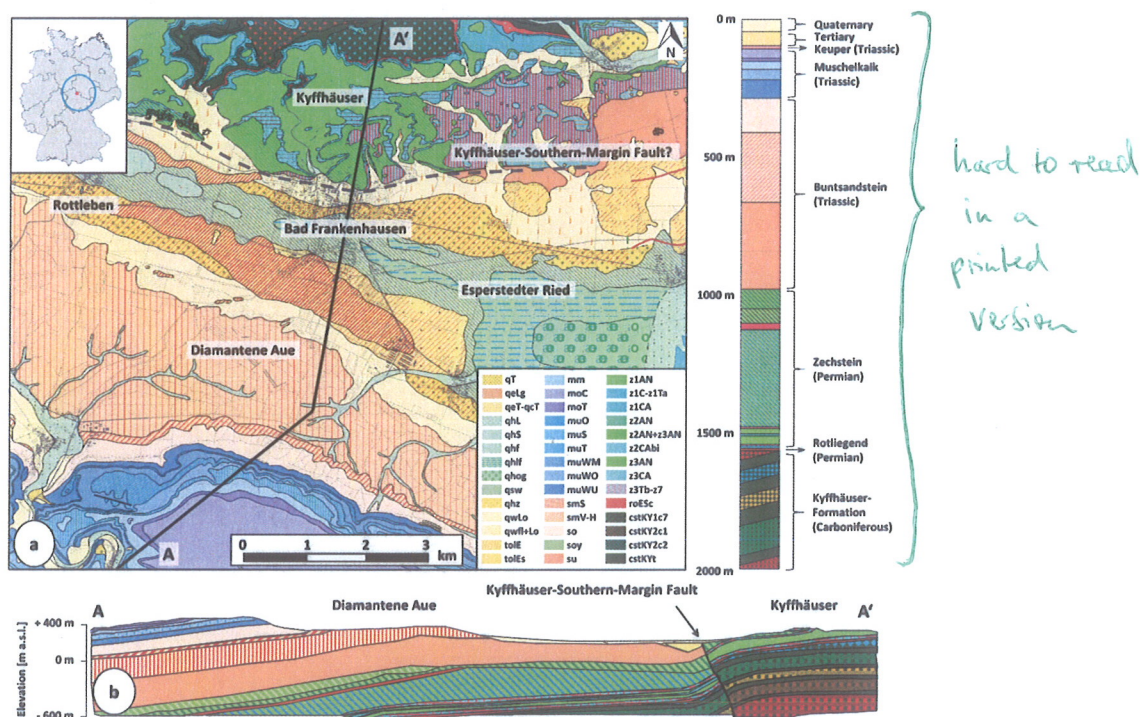 A'
N
Kyffhäuser
Kyffhäuser-Southern-Margin Fault?
Rottleben
Bad Frankenhausen
Esperstedter Ried
Diamantene Aue
a
A
0 1 2 3
km
qT
qeLg
qeT-qcT
qhL
qhS
qhf
qhlf
qhog
qsw
qhz
qwLo
qwfl+Lo
tolE
tolEs
mm
moC
moT
muO
muS
muT
muWM
muWO
muWU
smS
smV-H
so
soy
su
z1AN
z1C-z1Ta
z1CA
z2AN
z2AN+z3AN
z2CAbi
z3AN
z3CA
z3Tb-z7
roESc
cstKY1c7
cstKY2c1
cstKY2c2
cstKYt
0 m
500 m
1000 m
1500 m
2000 m
Quaternary
Tertiary
Keuper (Triassic)
Muschelkalk
(Triassic)
Buntsandstein
(Triassic)
Zechstein
(Permian)
Rotliegend
(Permian)
Kyffhäuser-
Formation
(Carboniferous)
hard to read
in a
printed
version
Kyffhäuser-Southern-Margin Fault
A
Diamantene Aue
Kyffhäuser
A'
Elevation [m a.s.l.]
+ 400 m
0 m
- 600 m
b